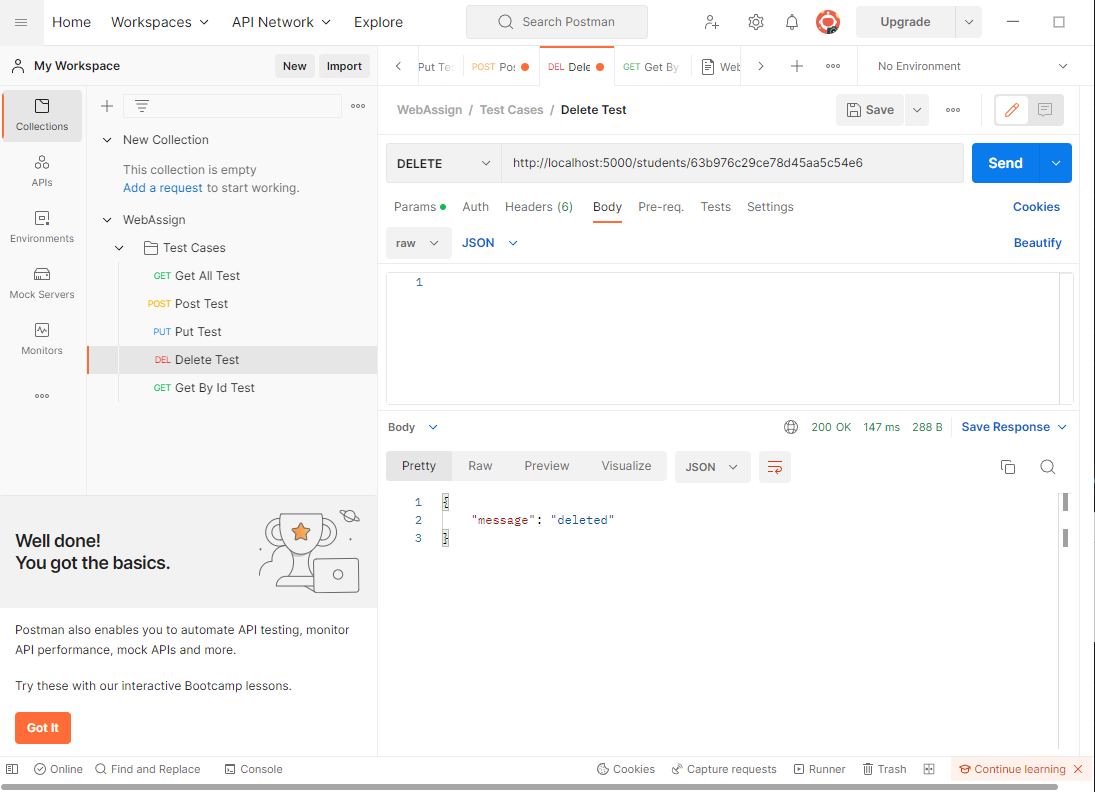 Home Workspaces API Network Explore Search Postman Upgrade
My Workspace New Import Put Te POST Pos DEL Dele GET Get By Web No Environment
Collections
APIs
Environments
Mock Servers
Monitors
New Collection
This collection is empty
Add a request to start working.
WebAssign
Test Cases
GET Get All Test
POST Post Test
PUT Put Test
DEL Delete Test
GET Get By Id Test
WebAssign / Test Cases / Delete Test Save
DELETE http://localhost:5000/students/63b976c29ce78d45aa5c54e6 Send
Params Auth Headers (6) Body Pre-req. Tests Settings Cookies
raw JSON Beautify
1
Body 200 OK 147 ms 288 B Save Response
Pretty Raw Preview Visualize JSON
1 {
2 "message": "deleted"
3 }
Well done!
You got the basics.
Postman also enables you to automate API testing, monitor
API performance, mock APIs and more.
Try these with our interactive Bootcamp lessons.
Got It
Online Find and Replace Console Cookies Capture requests Runner Trash Continue learning